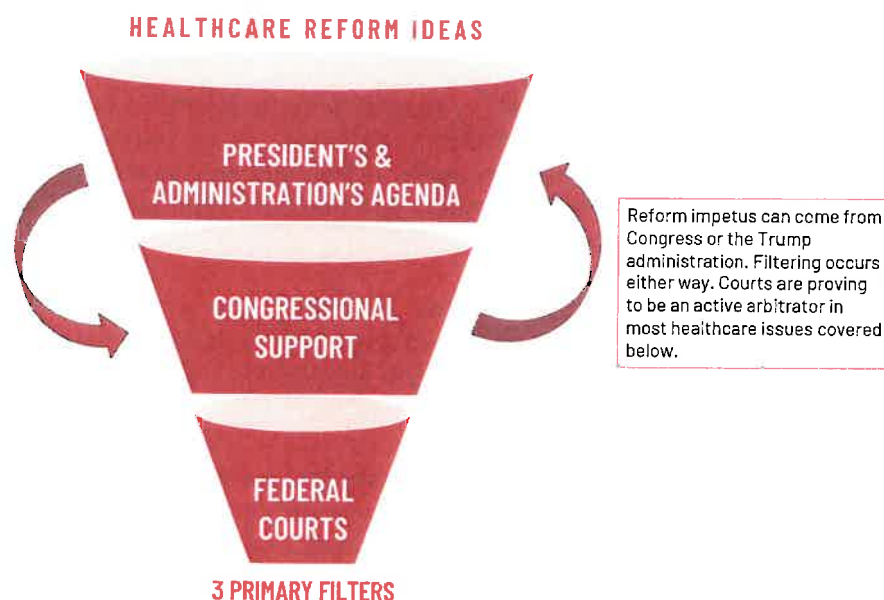 HEALTHCARE REFORM IDEAS
PRESIDENT'S &
ADMINISTRATION'S AGENDA
CONGRESSIONAL
SUPPORT
FEDERAL
COURTS
3 PRIMARY FILTERS
Reform impetus can come from
Congress or the Trump
administration. Filtering occurs
either way. Courts are proving
to be an active arbitrator in
most healthcare issues covered
below.